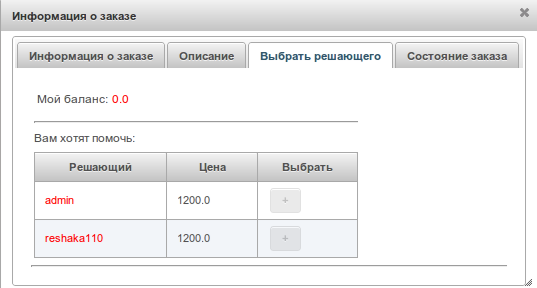 Информация о заказе
Информация о заказе Описание Выбрать решающего Состояние заказа
Мой баланс: 0.0
Вам хотят помочь:
Решающий Цена Выбрать
admin 1200.0 +
reshaka110 1200.0 +